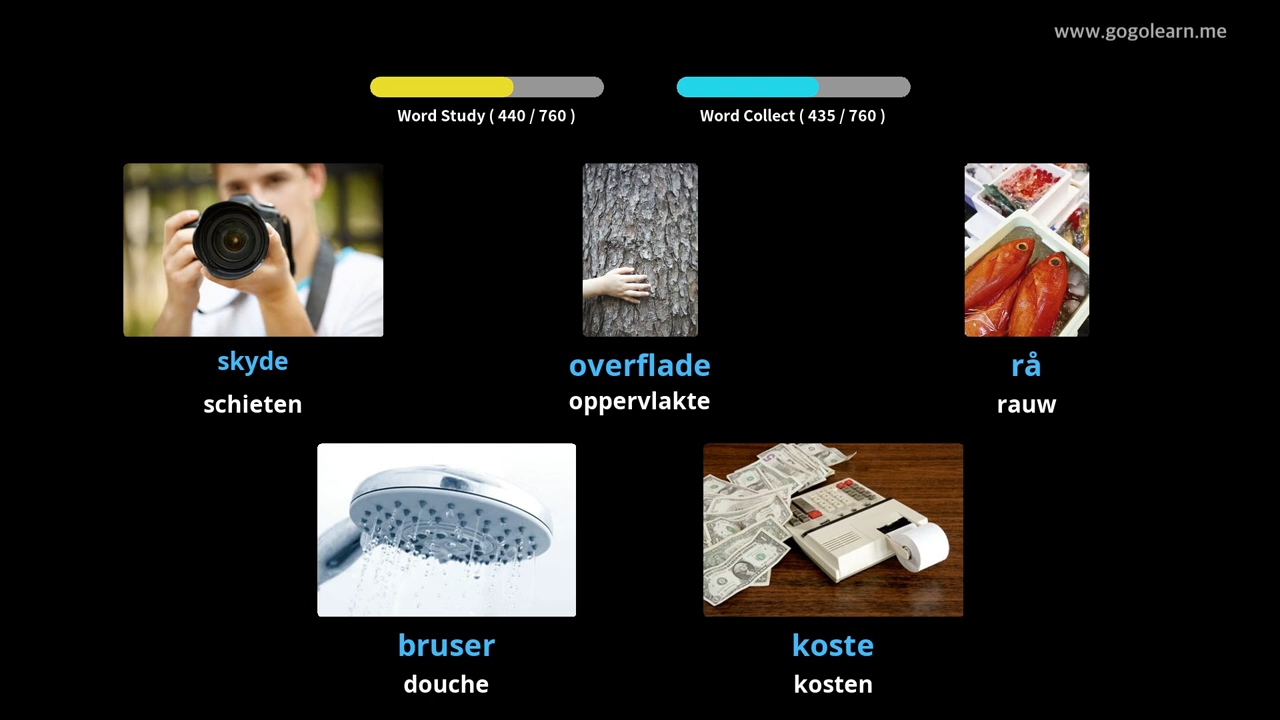 www.gogolearn.me
Word Study ( 440 / 760 )
Word Collect ( 435 / 760 )
skyde
schieten
overflade
oppervlakte
rå
rauw
bruser
douche
koste
kosten